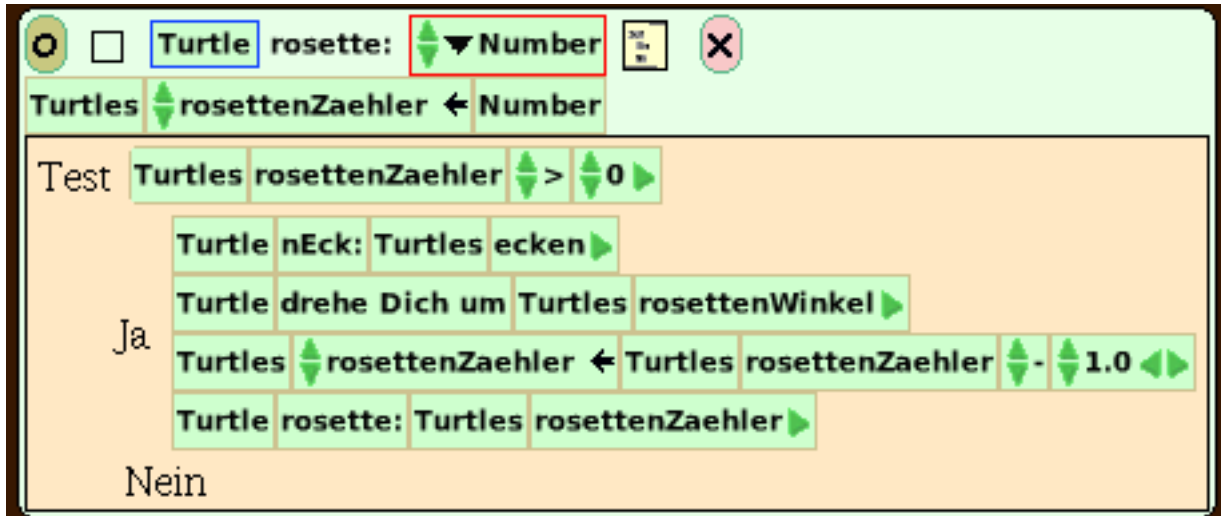 Turtle rosette: Number
Turtles rosettenZaehler ← Number
Test Turtles rosettenZaehler > 0
Turtle nEck: Turtles ecken
Turtle drehe Dich um Turtles rosettenWinkel
Ja
Turtles rosettenZaehler ← Turtles rosettenZaehler - 1.0
Turtle rosette: Turtles rosettenZaehler
Nein